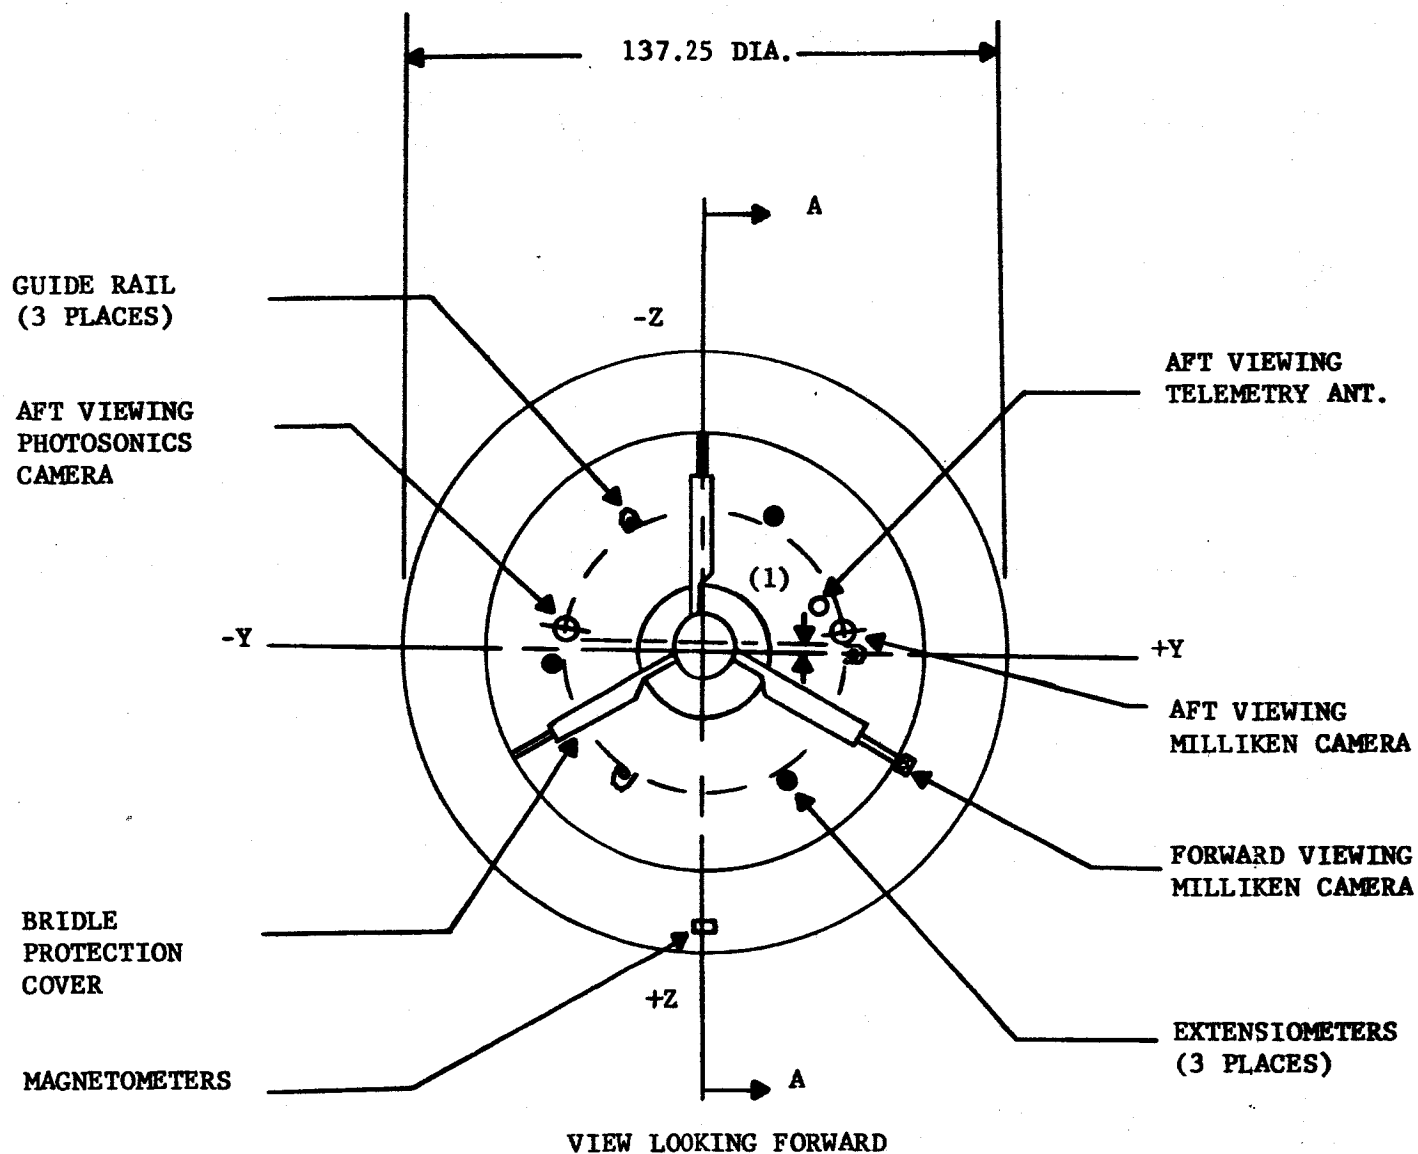 137.25 DIA.
A
GUIDE RAIL
(3 PLACES)
-Z
AFT VIEWING
TELEMETRY ANT.
AFT VIEWING
PHOTOSONICS
CAMERA
(1)
-Y
+Y
AFT VIEWING
MILLIKEN CAMERA
FORWARD VIEWING
MILLIKEN CAMERA
BRIDLE
PROTECTION
COVER
+Z
EXTENSIOMETERS
(3 PLACES)
MAGNETOMETERS
A
VIEW LOOKING FORWARD